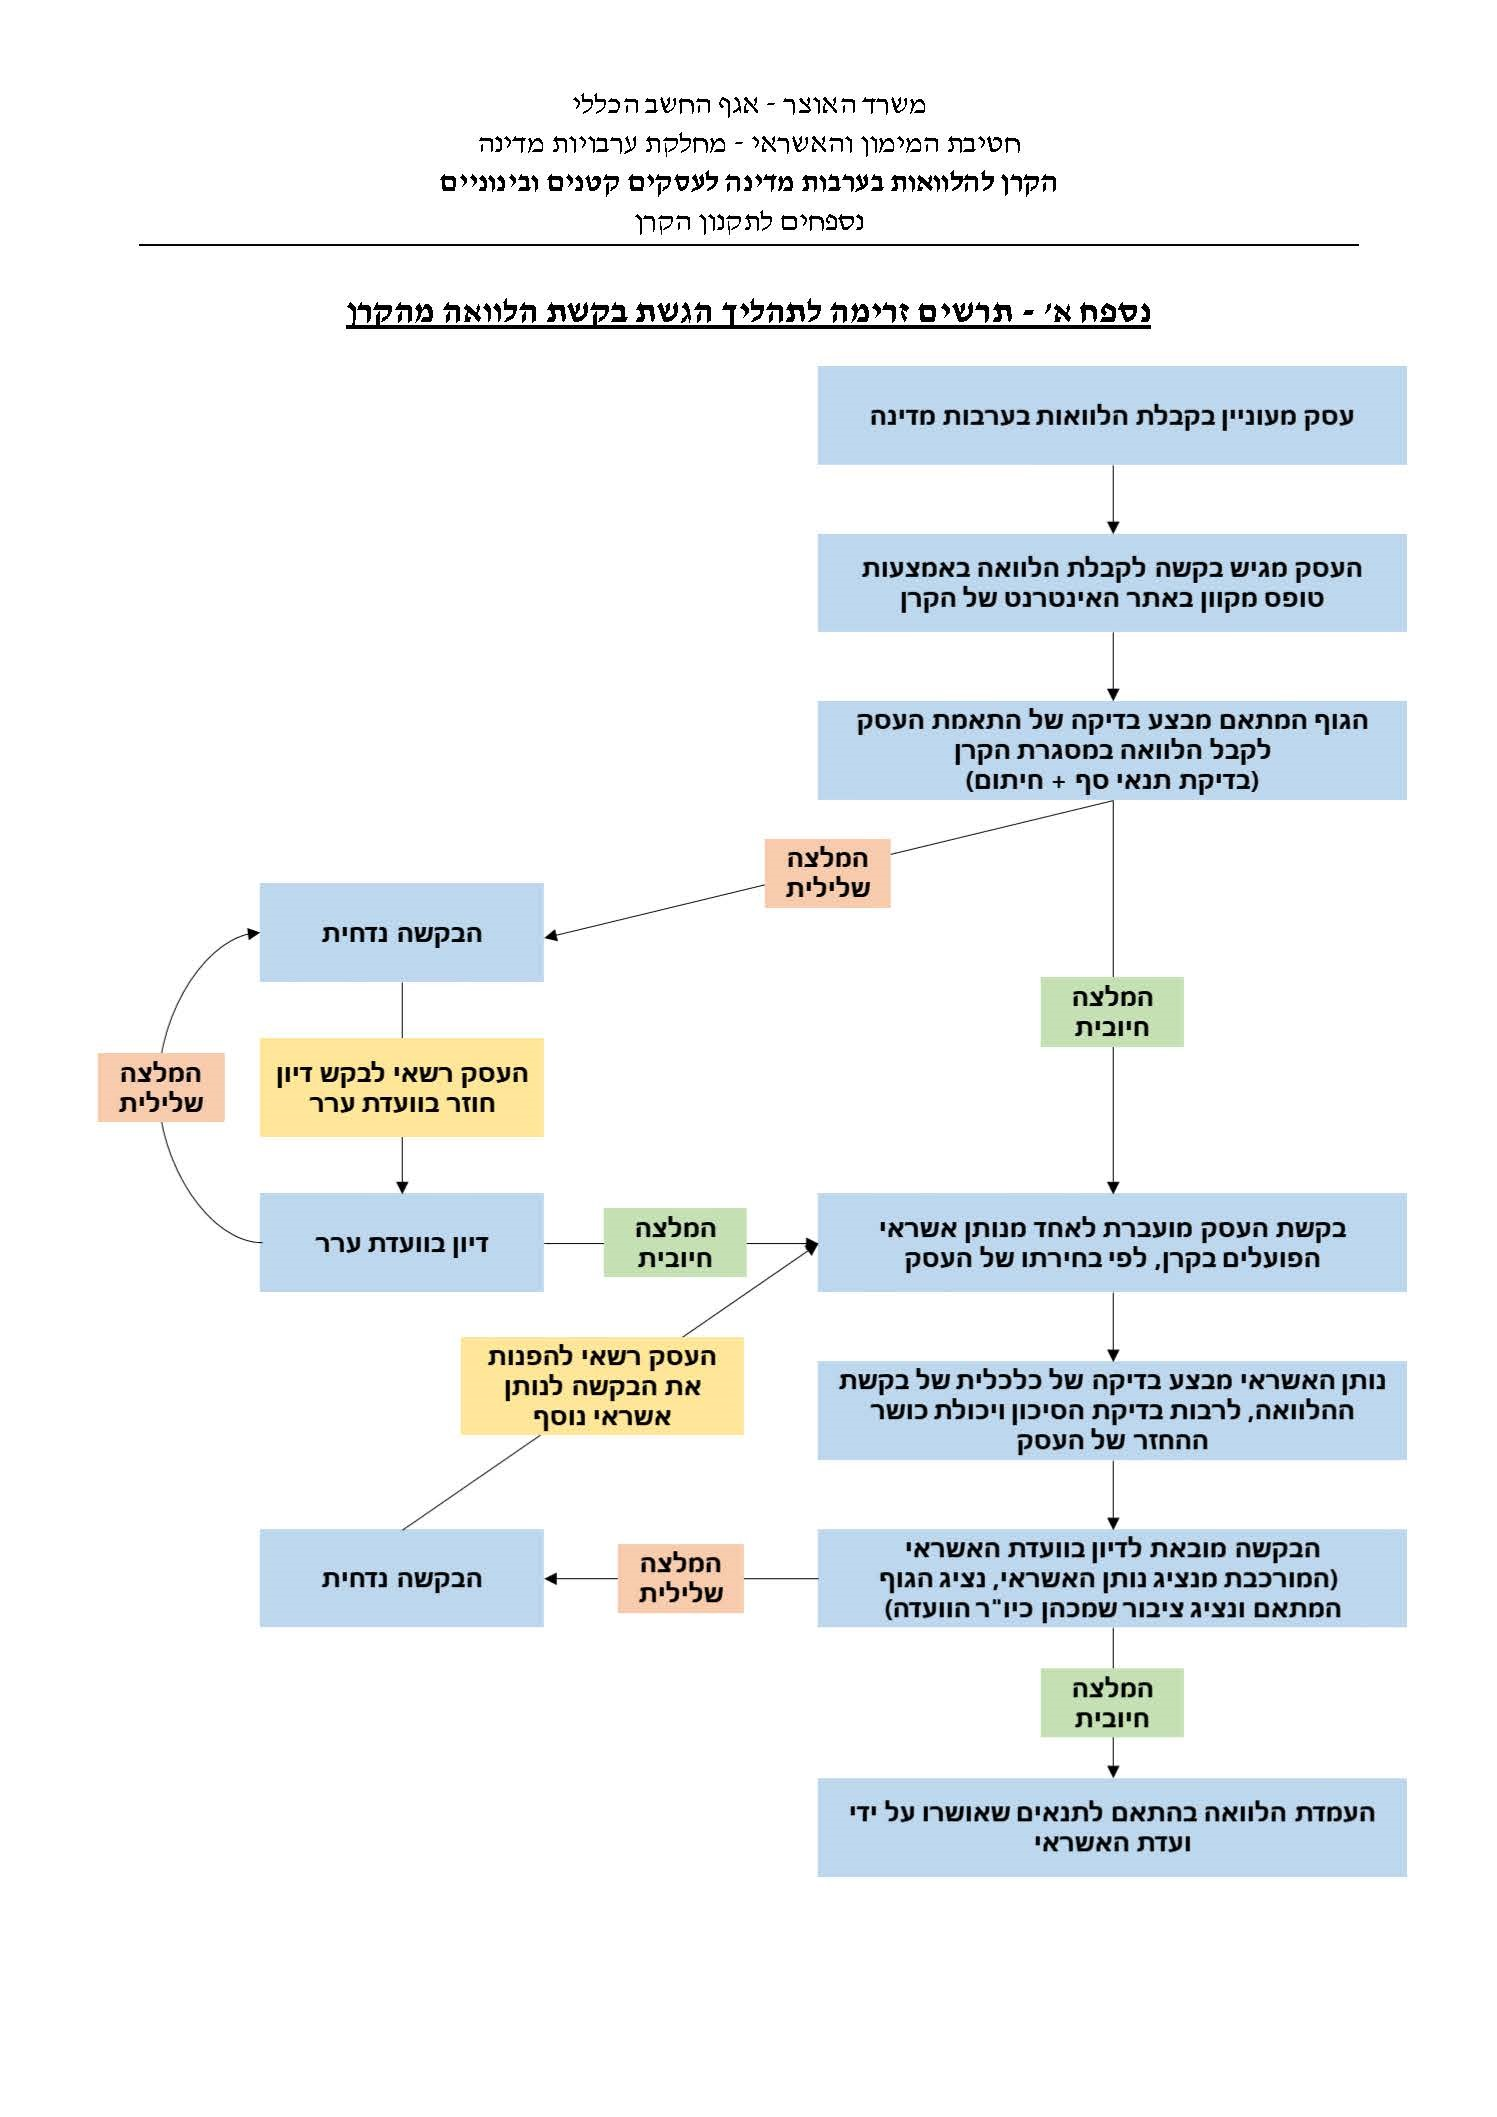 משרד האוצר - אגף החשב הכללי
חטיבת המימון והאשראי - מחלקת ערבויות מדינה
הקרן להלוואות בערבות מדינה לעסקים קטנים ובינוניים
נספחים לתקנון הקרן
נספח א' - תרשים זרימה לתהליך הגשת בקשת הלוואה מהקרן
עסק מעוניין בקבלת הלוואות בערבות מדינה
העסק מגיש בקשה לקבלת הלוואה באמצעות
טופס מקוון באתר האינטרנט של הקרן
הגוף המתאם מבצע בדיקה של התאמת העסק
לקבל הלוואה במסגרת הקרן
(בדיקת תנאי סף + חיתום)
המלצה
שלילית
הבקשה נדחית
המלצה
חיובית
העסק רשאי לבקש דיון
חוזר בוועדת ערר
המלצה
שלילית
דיון בוועדת ערר
המלצה
חיובית
בקשת העסק מועברת לאחד מנותן אשראי
הפועלים בקרן, לפי בחירתו של העסק
העסק רשאי להפנות
את הבקשה לנותן
אשראי נוסף
נותן האשראי מבצע בדיקה של כלכלית של בקשת
ההלוואה, לרבות בדיקת הסיכון ויכולת כושר
ההחזר של העסק
הבקשה מובאת לדיון בוועדת האשראי
(המורכבת מנציג נותן האשראי, נציג הגוף
המתאם ונציג ציבור שמכהן כיו"ר הוועדה)
המלצה
שלילית
הבקשה נדחית
המלצה
חיובית
העמדת הלוואה בהתאם לתנאים שאושרו על ידי
ועדת האשראי